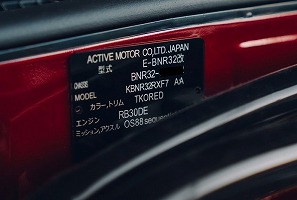 ACTIVE MOTOR CO,LTD. JAPAN
型式 E-BNR32改
CHASSIS BNR32-
MODEL KBNR32RXF7 AA
カラー,トリム TKORED
エンジン RB30DE
ミッション,アクスル OS88 sequential